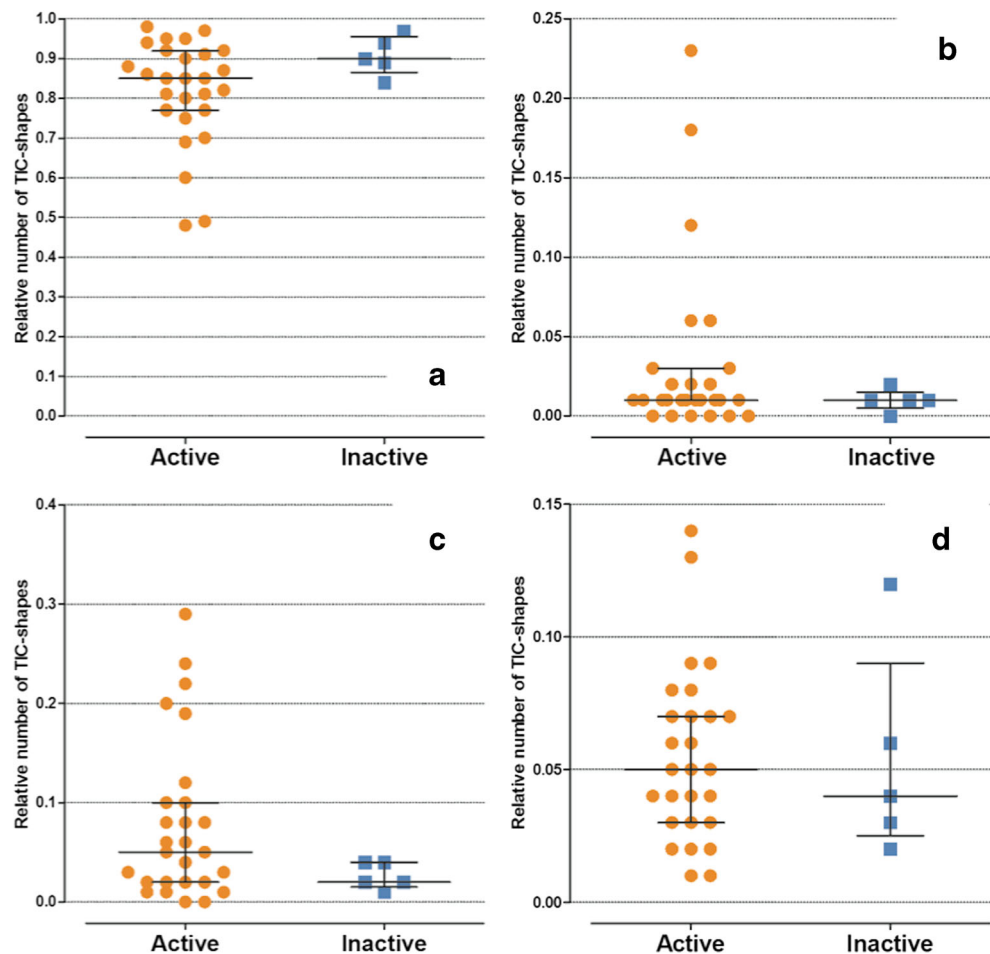 Relative number of TIC-shapes
1.0
0.9
0.8
0.7
0.6
0.5
0.4
0.3
0.2
0.1
0.0
a
Active Inactive
Relative number of TIC-shapes
0.25
0.20
0.15
0.10
0.05
0.00
b
Active Inactive
Relative number of TIC-shapes
0.4
0.3
0.2
0.1
0.0
c
Active Inactive
Relative number of TIC-shapes
0.15
0.10
0.05
0.00
d
Active Inactive